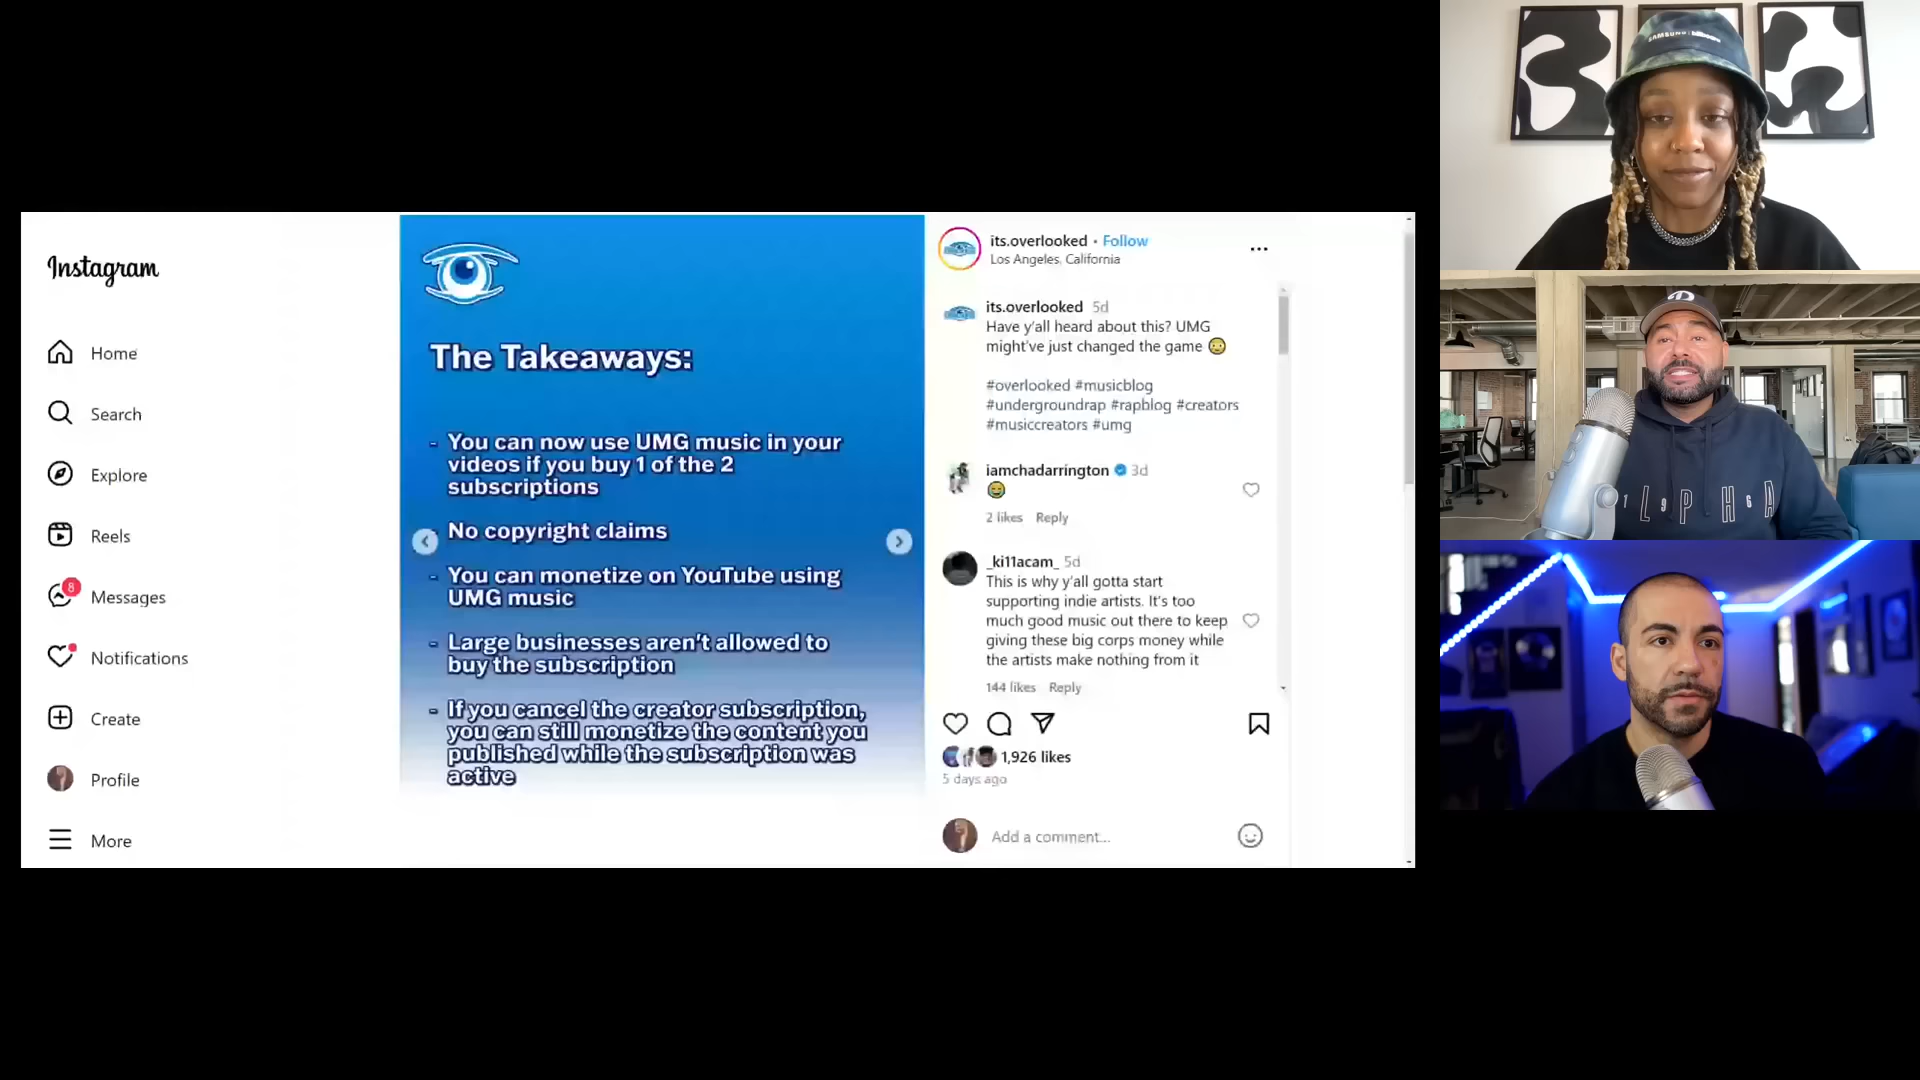 Instagram
Home
Search
Explore
Reels
8
Messages
Notifications
Create
Profile
More
The Takeaways:
- You can now use UMG music in your
videos if you buy 1 of the 2
subscriptions
- No copyright claims
- You can monetize on YouTube using
UMG music
- Large businesses aren't allowed to
buy the subscription
- If you cancel the creator subscription,
you can still monetize the content you
published while the subscription was
active
its.overlooked • Follow
Los Angeles, California
its.overlooked 5d
Have y'all heard about this? UMG
might've just changed the game
#overlooked #musicblog
#undergroundrap #rapblog #creators
#musiccreators #umg
iamchadarrington 3d
2 likes Reply
_ki11acam_ 5d
This is why y'all gotta start
supporting indie artists. It's too
much good music out there to keep
giving these big corps money while
the artists make nothing from it
144 likes Reply
1,926 likes
5 days ago
Add a comment...
SAMSUNG
D
L P H A
1 9 6